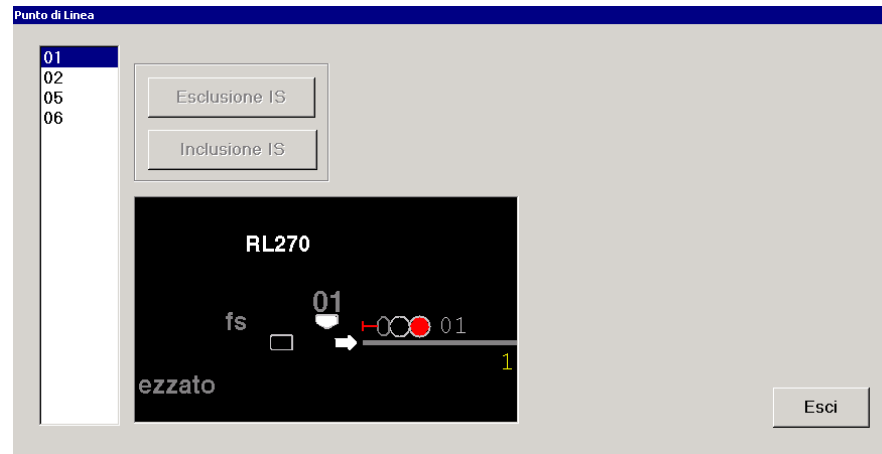 Punto di Linea
01
02
05
06
Esclusione IS
Inclusione IS
RL270
01
fs
01
1
ezzato
Esci